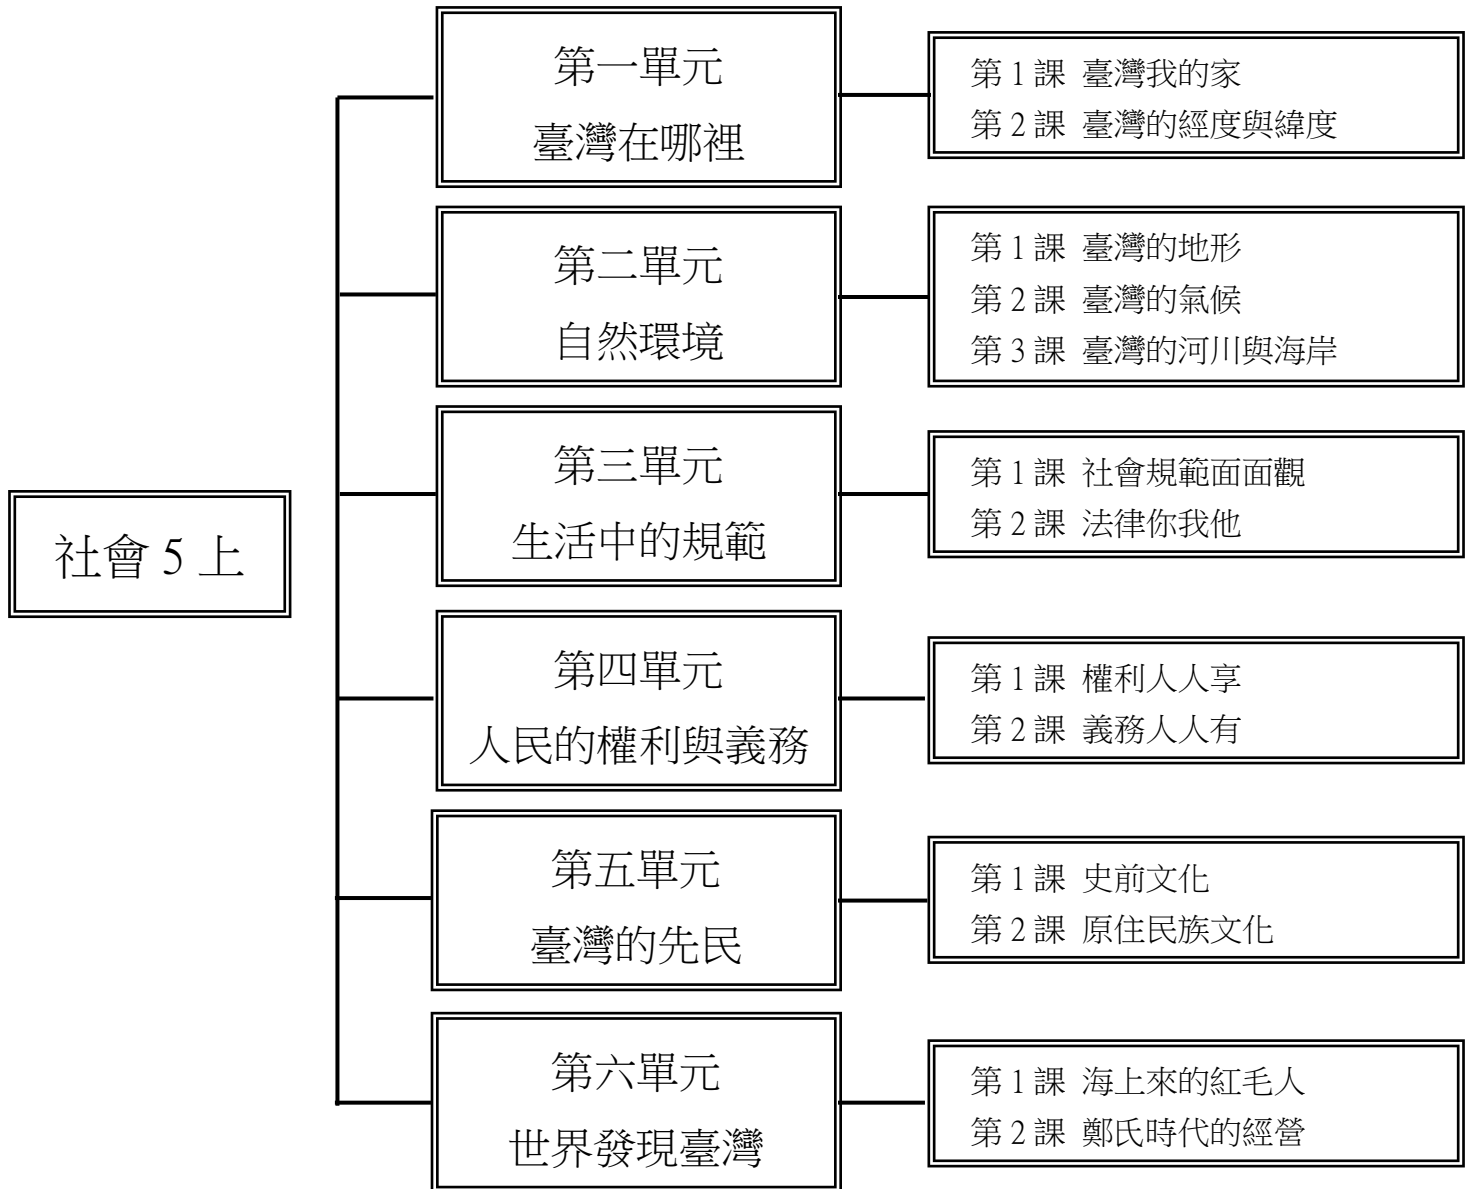 社會 5 上
第一單元
臺灣在哪裡
第 1 課 臺灣我的家
第 2 課 臺灣的經度與緯度
第二單元
自然環境
第 1 課 臺灣的地形
第 2 課 臺灣的氣候
第 3 課 臺灣的河川與海岸
第三單元
生活中的規範
第 1 課 社會規範面面觀
第 2 課 法律你我他
第四單元
人民的權利與義務
第 1 課 權利人人享
第 2 課 義務人人有
第五單元
臺灣的先民
第 1 課 史前文化
第 2 課 原住民族文化
第六單元
世界發現臺灣
第 1 課 海上來的紅毛人
第 2 課 鄭氏時代的經營